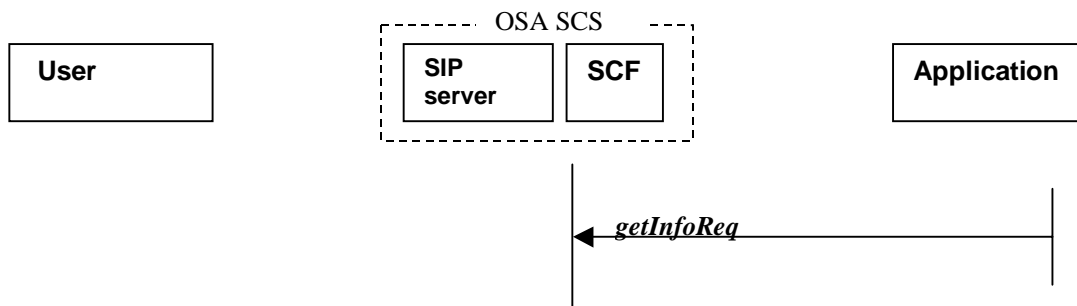 OSA SCS
User
SIP
server
SCF
Application
getInfoReq